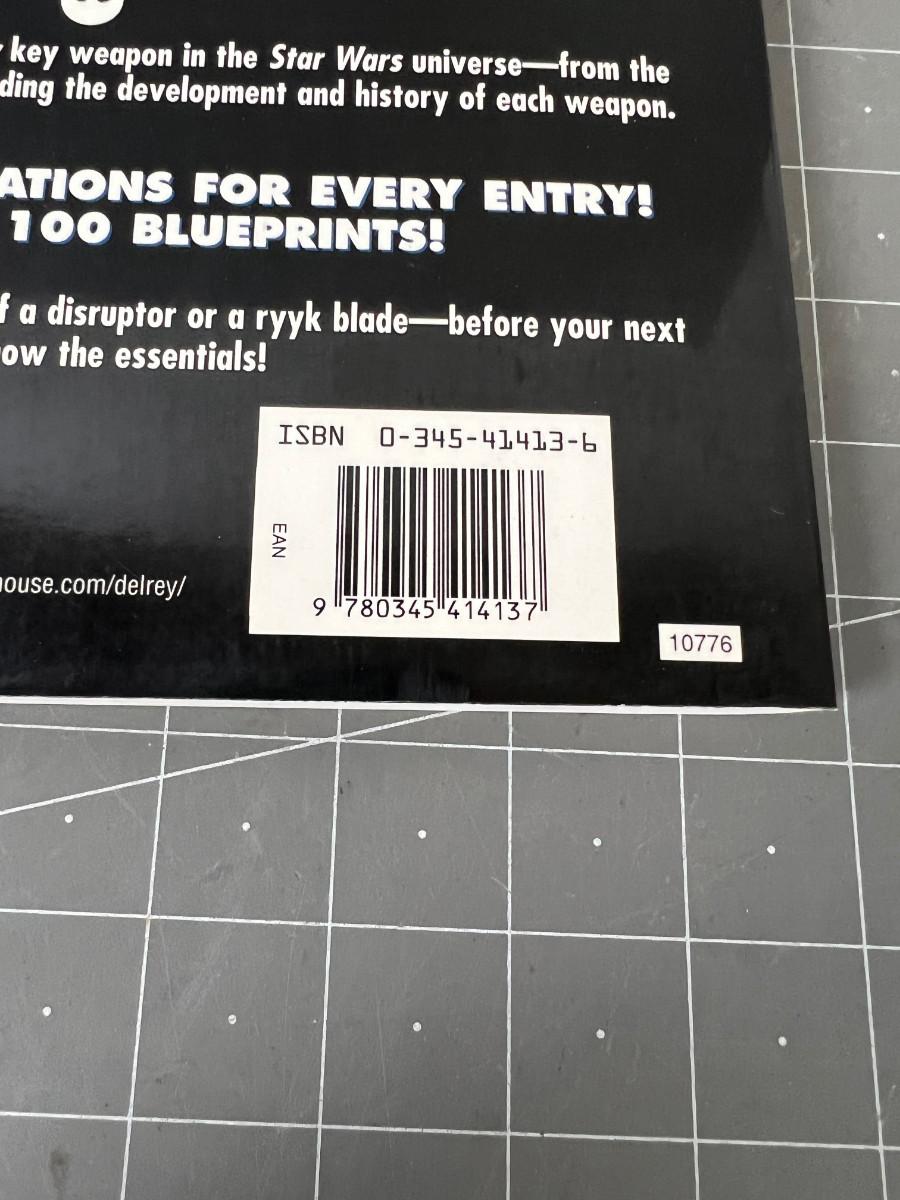 key weapon in the Star Wars universe—from the
ding the development and history of each weapon.
ATIONS FOR EVERY ENTRY!
100 BLUEPRINTS!
f a disruptor or a ryyk blade—before your next
ow the essentials!
ISBN 0-345-41413-6
EAN
9 780345 414137
ouse.com/delrey/
10776